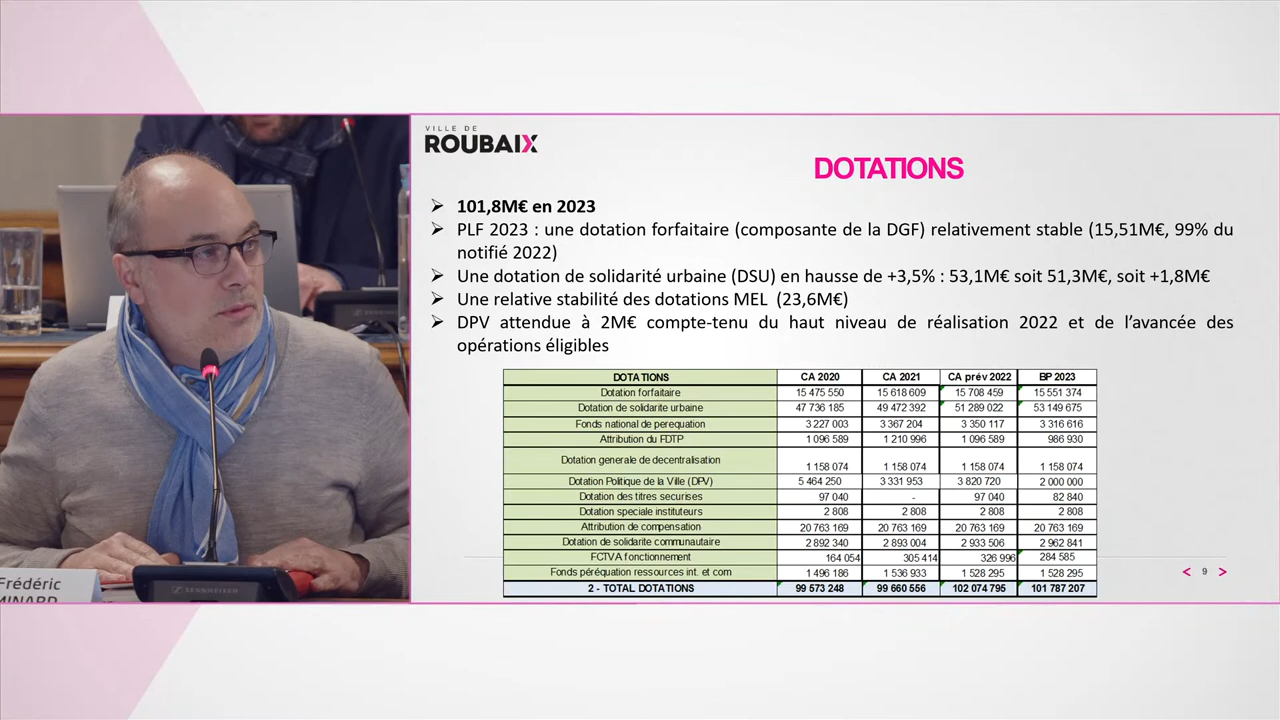 VILLE DE
ROUBAIX
DOTATIONS
➢ 101,8M€ en 2023
➢ PLF 2023 : une dotation forfaitaire (composante de la DGF) relativement stable (15,51M€, 99% du
notifié 2022)
➢ Une dotation de solidarité urbaine (DSU) en hausse de +3,5% : 53,1M€ soit 51,3M€, soit +1,8M€
➢ Une relative stabilité des dotations MEL (23,6M€)
➢ DPV attendue à 2M€ compte-tenu du haut niveau de réalisation 2022 et de l’avancée des
opérations éligibles
DOTATIONS CA 2020 CA 2021 CA prév 2022 BP 2023
Dotation forfaitaire 15 475 550 15 618 609 15 708 459 15 551 374
Dotation de solidarite urbaine 47 736 185 49 472 392 51 289 022 53 149 675
Fonds national de perequation 3 227 003 3 367 204 3 350 117 3 316 616
Attribution du FDTP 1 096 589 1 210 996 1 096 589 986 930
Dotation generale de decentralisation 1 158 074 1 158 074 1 158 074 1 158 074
Dotation Politique de la Ville (DPV) 5 464 250 3 331 953 3 820 720 2 000 000
Dotation des titres securises 97 040 - 97 040 82 840
Dotation speciale instituteurs 2 808 2 808 2 808 2 808
Attribution de compensation 20 763 169 20 763 169 20 763 169 20 763 169
Dotation de solidarite communautaire 2 892 340 2 893 004 2 933 506 2 962 841
FCTVA fonctionnement 164 054 305 414 326 996 284 585
Fonds péréquation ressources int. et com 1 496 186 1 536 933 1 528 295 1 528 295
2 - TOTAL DOTATIONS 99 573 248 99 660 556 102 074 795 101 787 207
< 9 >
Frédéric
MINARD
SENNHEISER